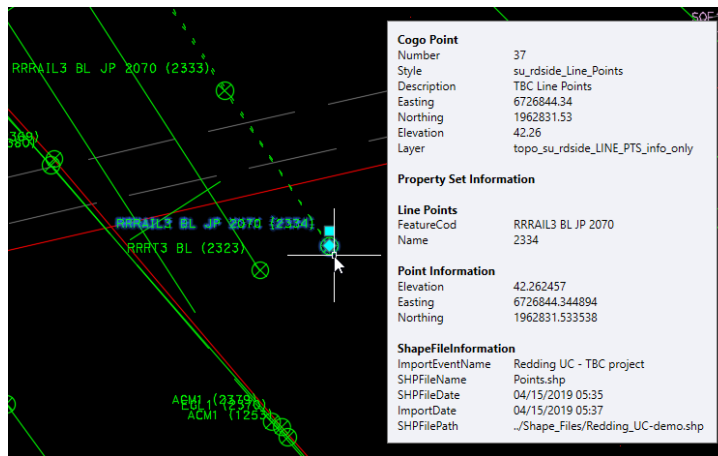 SOF
RRRAIL3 BL JP 2070 (2333)
RRRAIL3 BL JP 2070 (2334)
RRRT3 BL (2323)
ACM1 (2379)
ACM1 (1253)
Cogo Point
Number 37
Style su_rdside_Line_Points
Description TBC Line Points
Easting 6726844.34
Northing 1962831.53
Elevation 42.26
Layer topo_su_rdside_LINE_PTS_info_only
Property Set Information
Line Points
FeatureCod RRRAIL3 BL JP 2070
Name 2334
Point Information
Elevation 42.262457
Easting 6726844.344894
Northing 1962831.533538
ShapeFileInformation
ImportEventName Redding UC - TBC project
SHPFileName Points.shp
SHPFileDate 04/15/2019 05:35
ImportDate 04/15/2019 05:37
SHPFilePath ../Shape_Files/Redding_UC-demo.shp